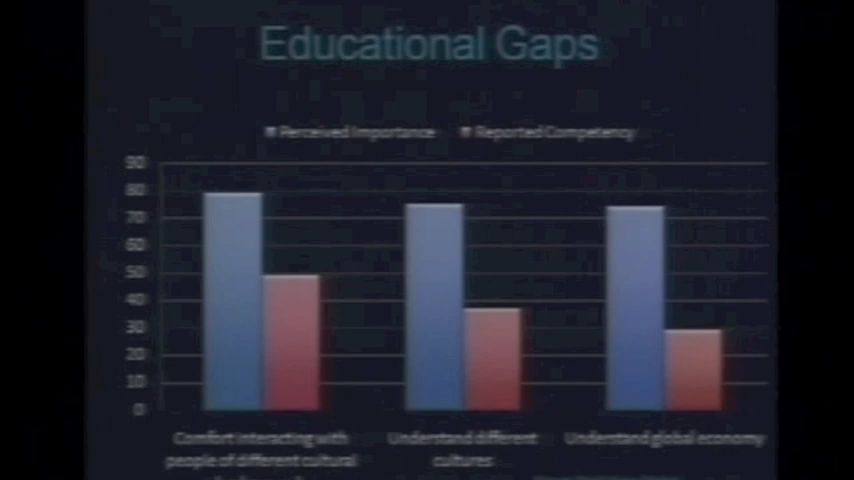 Educational Gaps
Perceived Importance Reported Competency
90
80
70
60
50
40
30
20
10
0
Comfort interacting with
people of different cultural
Understand different
cultures
Understand global economy